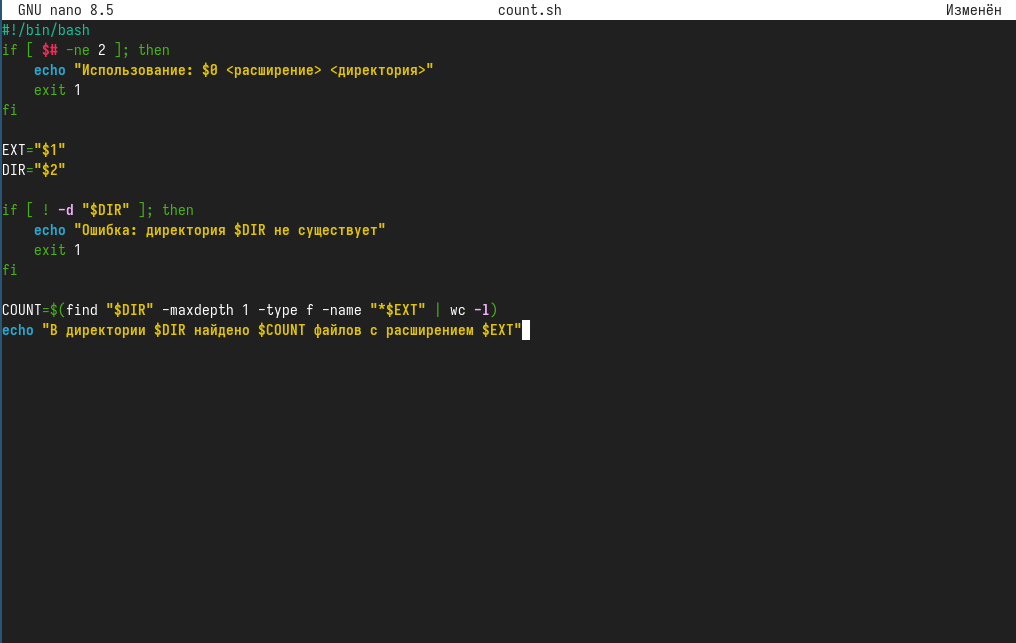 GNU nano 8.5 count.sh Изменён
#!/bin/bash
if [ $# -ne 2 ]; then
    echo "Использование: $0 <расширение> <директория>"
    exit 1
fi

EXT="$1"
DIR="$2"

if [ ! -d "$DIR" ]; then
    echo "Ошибка: директория $DIR не существует"
    exit 1
fi

COUNT=$(find "$DIR" -maxdepth 1 -type f -name "*$EXT" | wc -l)
echo "В директории $DIR найдено $COUNT файлов с расширением $EXT"